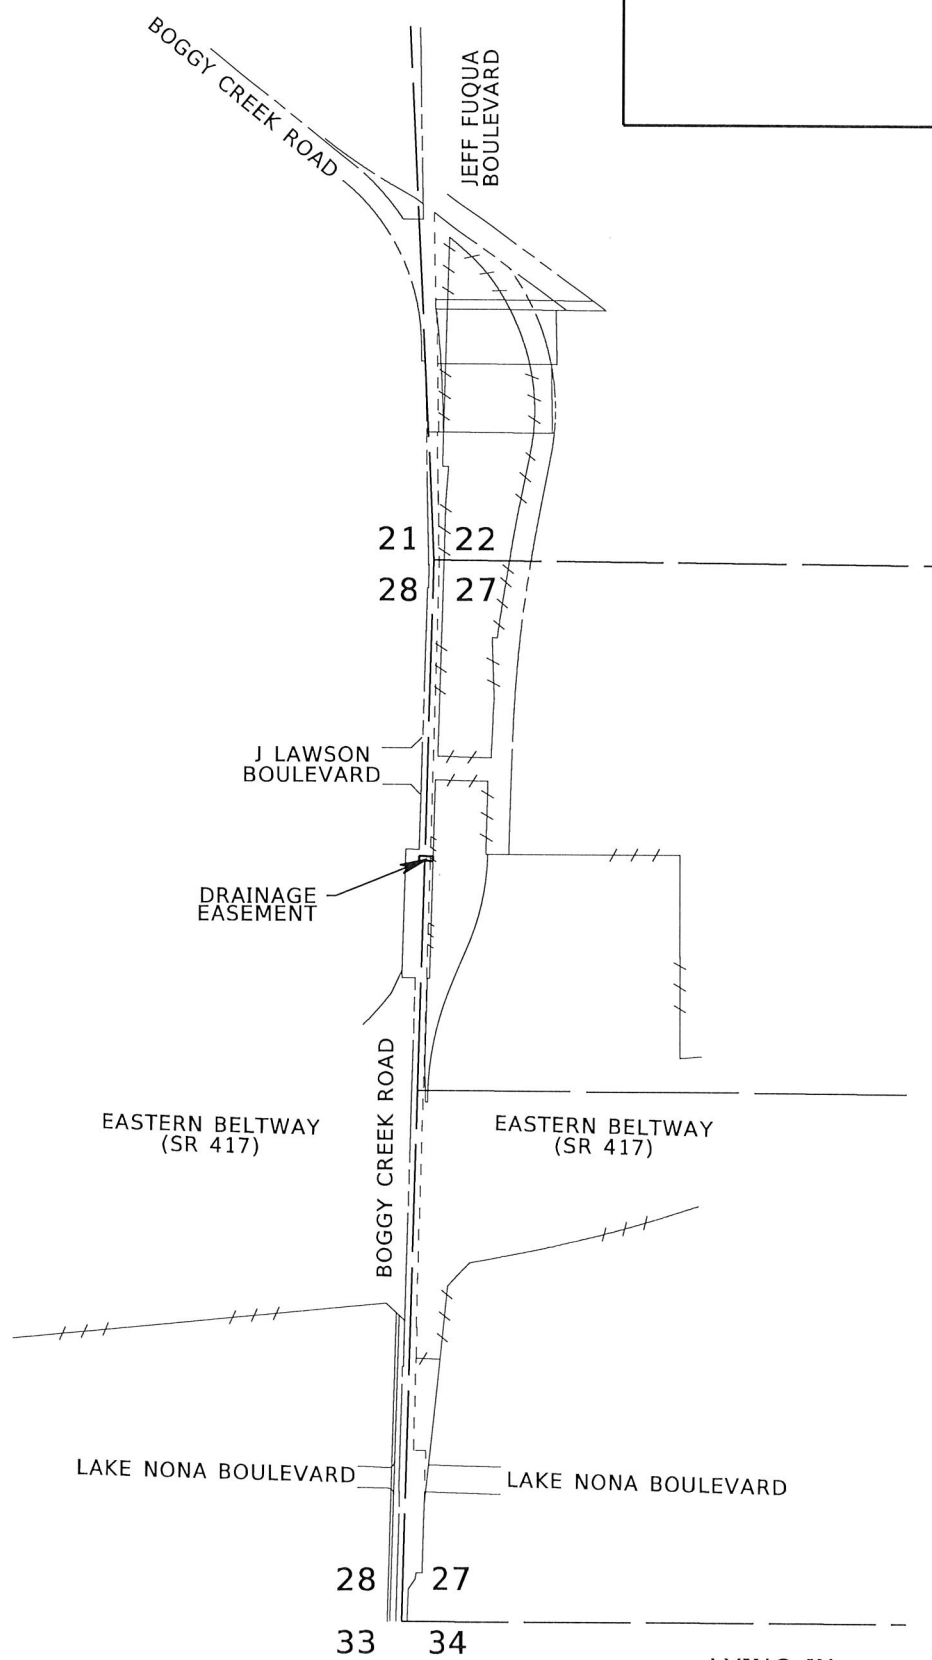 BOGGY CREEK ROAD
JEFF FUQUA
BOULEVARD
21 22
28 27
J LAWSON
BOULEVARD
DRAINAGE
EASEMENT
BOGGY CREEK ROAD
EASTERN BELTWAY
(SR 417)
EASTERN BELTWAY
(SR 417)
LAKE NONA BOULEVARD
LAKE NONA BOULEVARD
28 27
33 34